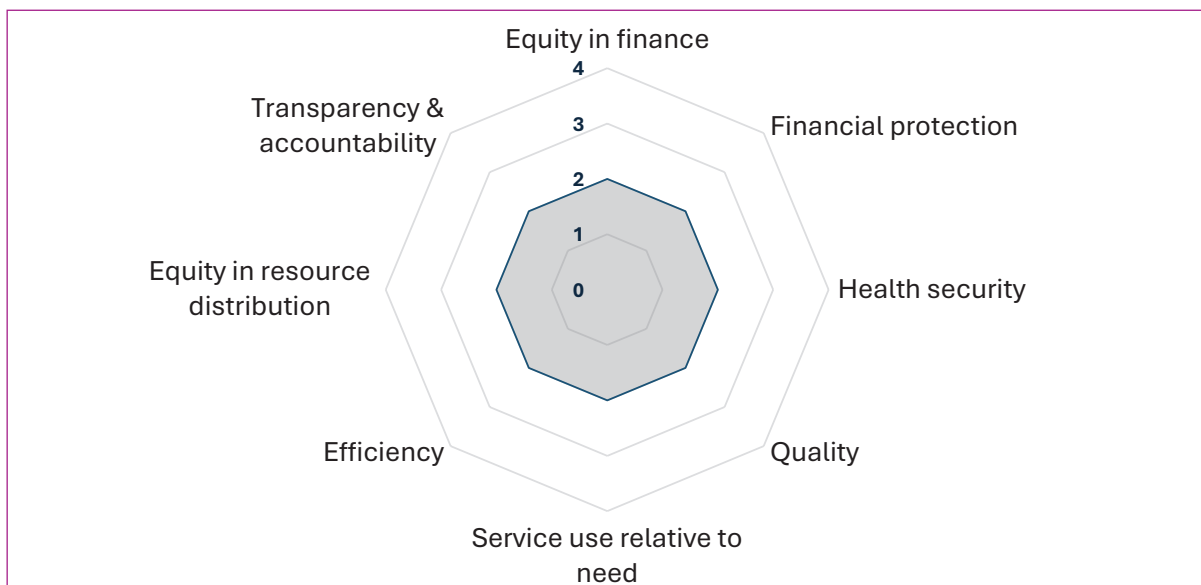 Equity in finance
4
Transparency &
accountability
3
Financial protection
2
1
Equity in resource
distribution
0
Health security
Efficiency
Quality
Service use relative to
need